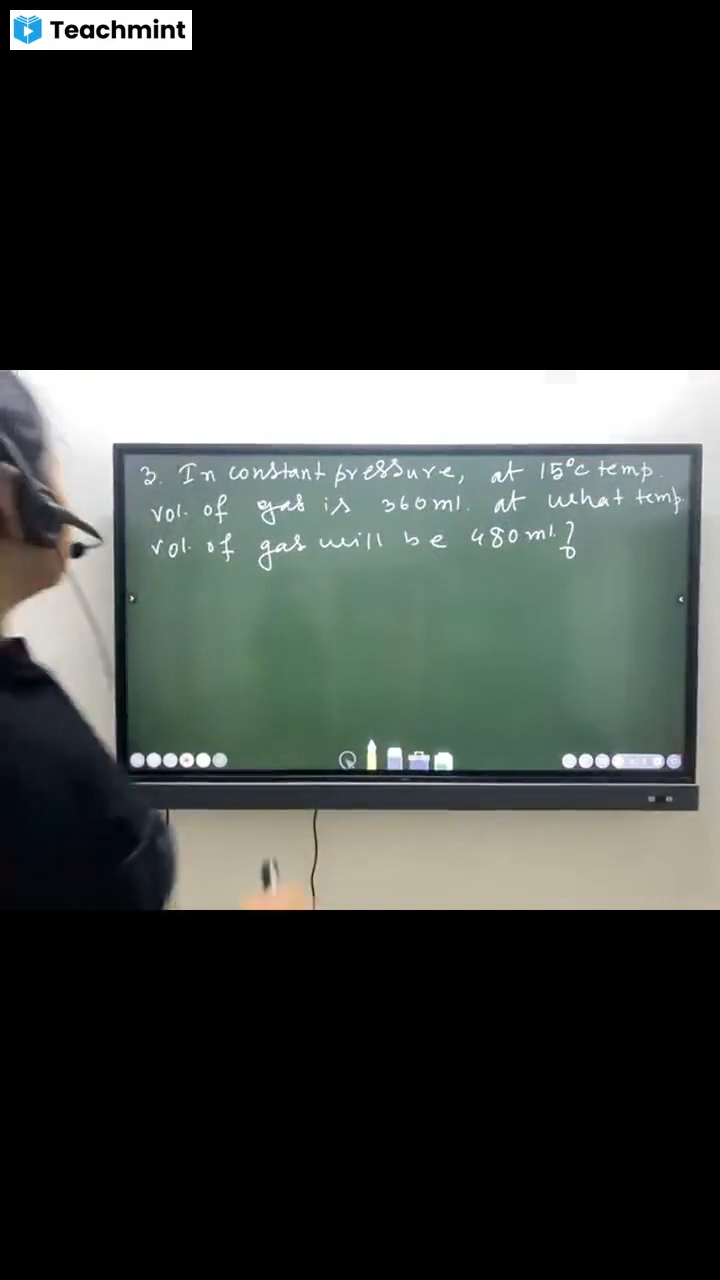 Teachmint
3. In constant pressure, at 15°C temp.
vol. of gas is 360ml. at what temp.
vol. of gas will be 480ml.?